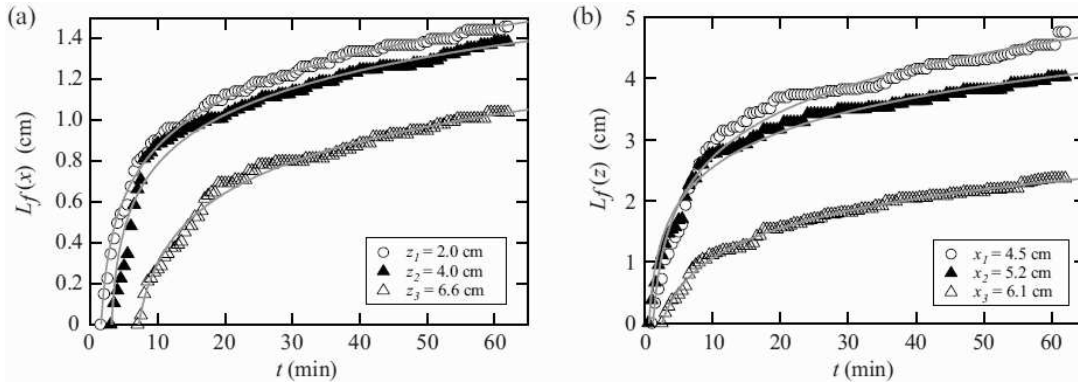 (a)
1.4
1.2
1.0
0.8
0.6
0.4
0.2
0
Lf(x) (cm)
z1 = 2.0 cm
z2 = 4.0 cm
z3 = 6.6 cm
0 10 20 30 40 50 60
t (min)
(b)
5
4
3
2
1
0
Lf(z) (cm)
x1 = 4.5 cm
x2 = 5.2 cm
x3 = 6.1 cm
0 10 20 30 40 50 60
t (min)